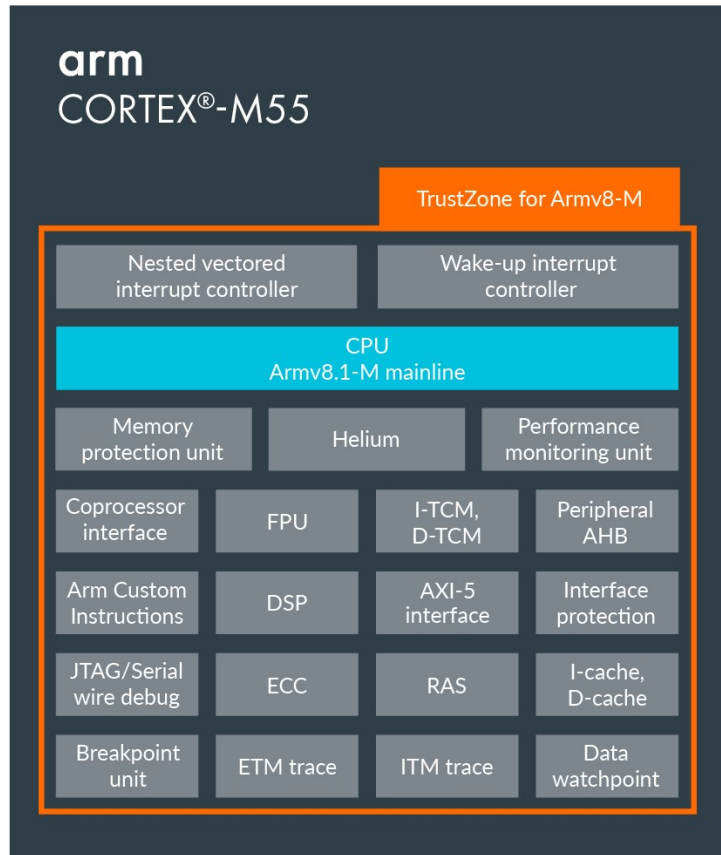 arm
CORTEX®-M55
TrustZone for Armv8-M
Nested vectored
interrupt controller
Wake-up interrupt
controller
CPU
Armv8.1-M mainline
Memory
protection unit
Helium
Performance
monitoring unit
Coprocessor
interface
FPU
I-TCM,
D-TCM
Peripheral
AHB
Arm Custom
Instructions
DSP
AXI-5
interface
Interface
protection
JTAG/Serial
wire debug
ECC
RAS
I-cache,
D-cache
Breakpoint
unit
ETM trace
ITM trace
Data
watchpoint